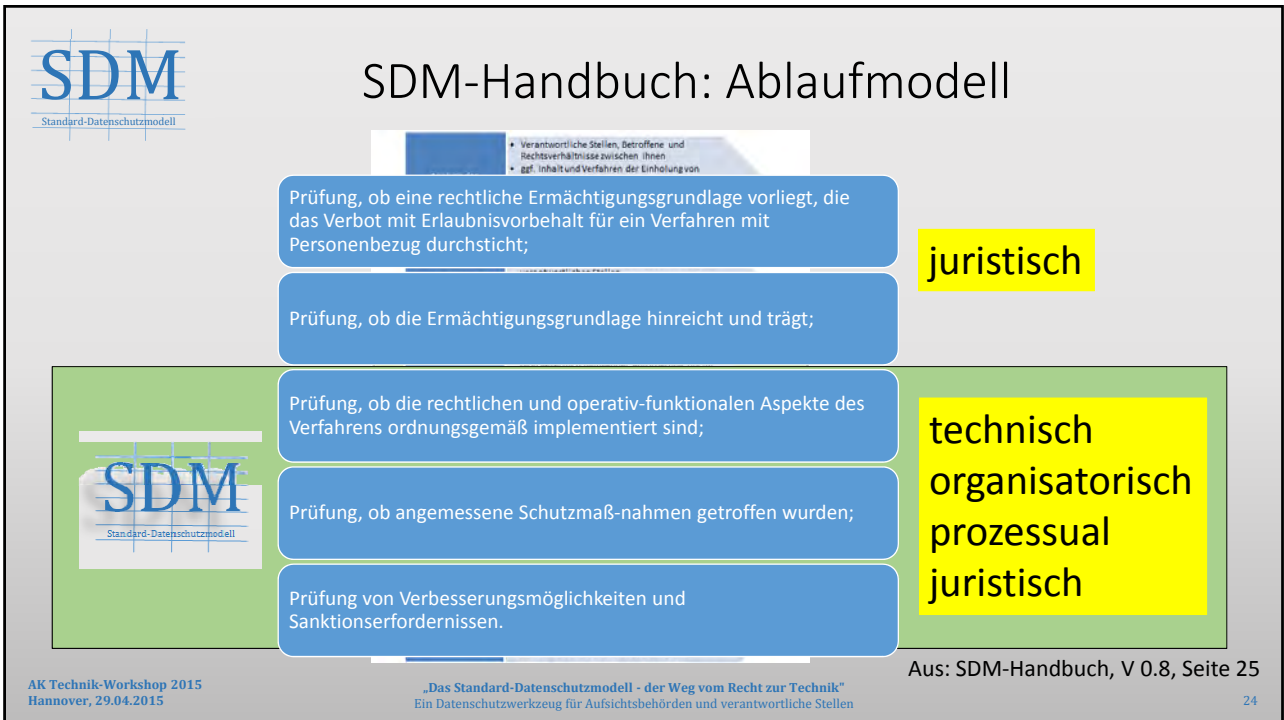 SDM
Standard-Datenschutzmodell
SDM-Handbuch: Ablaufmodell
• Verantwortliche Stellen, Betroffene und
Rechtsverhältnisse zwischen ihnen
• ggf. Inhalt und Verfahren der Einholung von
Prüfung, ob eine rechtliche Ermächtigungsgrundlage vorliegt, die
das Verbot mit Erlaubnisvorbehalt für ein Verfahren mit
Personenbezug durchsticht;
juristisch
Prüfung, ob die Ermächtigungsgrundlage hinreicht und trägt;
Prüfung, ob die rechtlichen und operativ-funktionalen Aspekte des
Verfahrens ordnungsgemäß implementiert sind;
SDM
Standard-Datenschutzmodell
Prüfung, ob angemessene Schutzmaß-nahmen getroffen wurden;
Prüfung von Verbesserungsmöglichkeiten und
Sanktionserfordernissen.
technisch
organisatorisch
prozessual
juristisch
Aus: SDM-Handbuch, V 0.8, Seite 25
AK Technik-Workshop 2015
Hannover, 29.04.2015
„Das Standard-Datenschutzmodell - der Weg vom Recht zur Technik"
Ein Datenschutzwerkzeug für Aufsichtsbehörden und verantwortliche Stellen
24